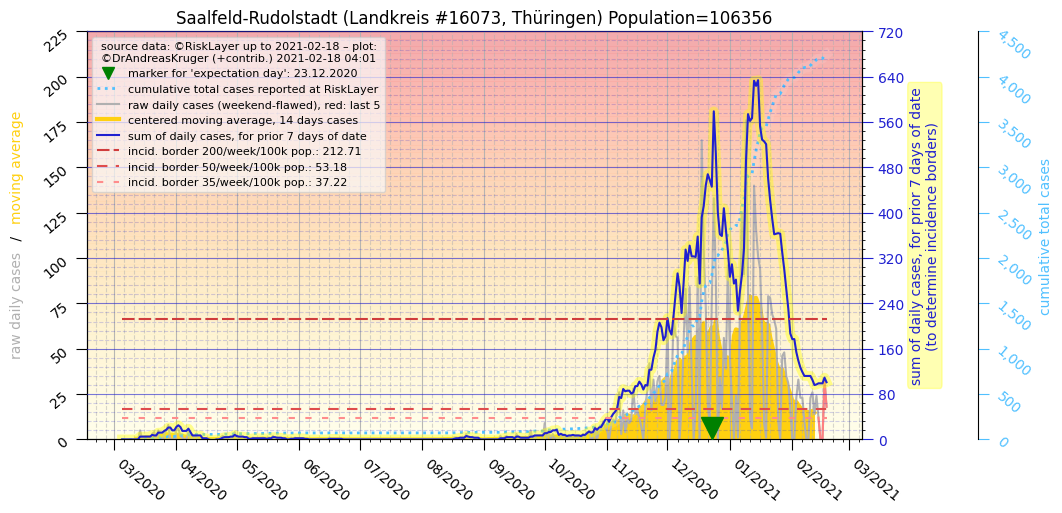 Saalfeld-Rudolstadt (Landkreis #16073, Thüringen) Population=106356
source data: ©RiskLayer up to 2021-02-18 – plot:
©DrAndreasKruger (+contrib.) 2021-02-18 04:01
marker for 'expectation day': 23.12.2020
cumulative total cases reported at RiskLayer
raw daily cases (weekend-flawed), red: last 5
centered moving average, 14 days cases
sum of daily cases, for prior 7 days of date
incid. border 200/week/100k pop.: 212.71
incid. border 50/week/100k pop.: 53.18
incid. border 35/week/100k pop.: 37.22
raw daily cases / moving average
225
200
175
150
125
100
75
50
25
0
03/2020
04/2020
05/2020
06/2020
07/2020
08/2020
09/2020
10/2020
11/2020
12/2020
01/2021
02/2021
03/2021
720
640
560
480
400
320
240
160
80
0
sum of daily cases, for prior 7 days of date
(to determine incidence borders)
4,500
4,000
3,500
3,000
2,500
2,000
1,500
1,000
500
0
cumulative total cases